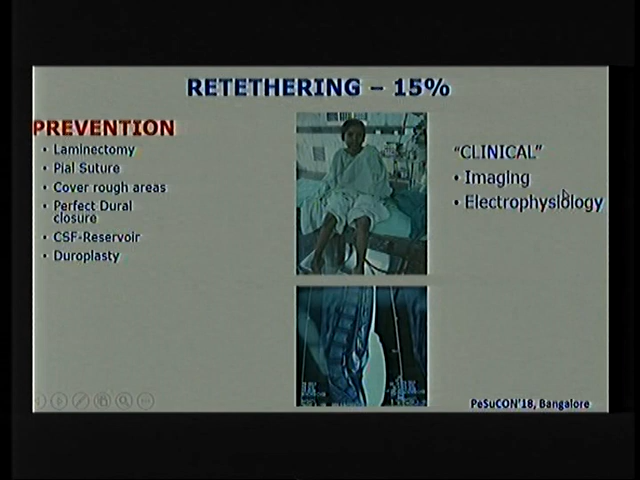 RETETHERING – 15%
PREVENTION
• Laminectomy
• Pial Suture
• Cover rough areas
• Perfect Dural
closure
• CSF-Reservoir
• Duroplasty
"CLINICAL"
• Imaging
• Electrophysiology
PeSuCON'18, Bangalore